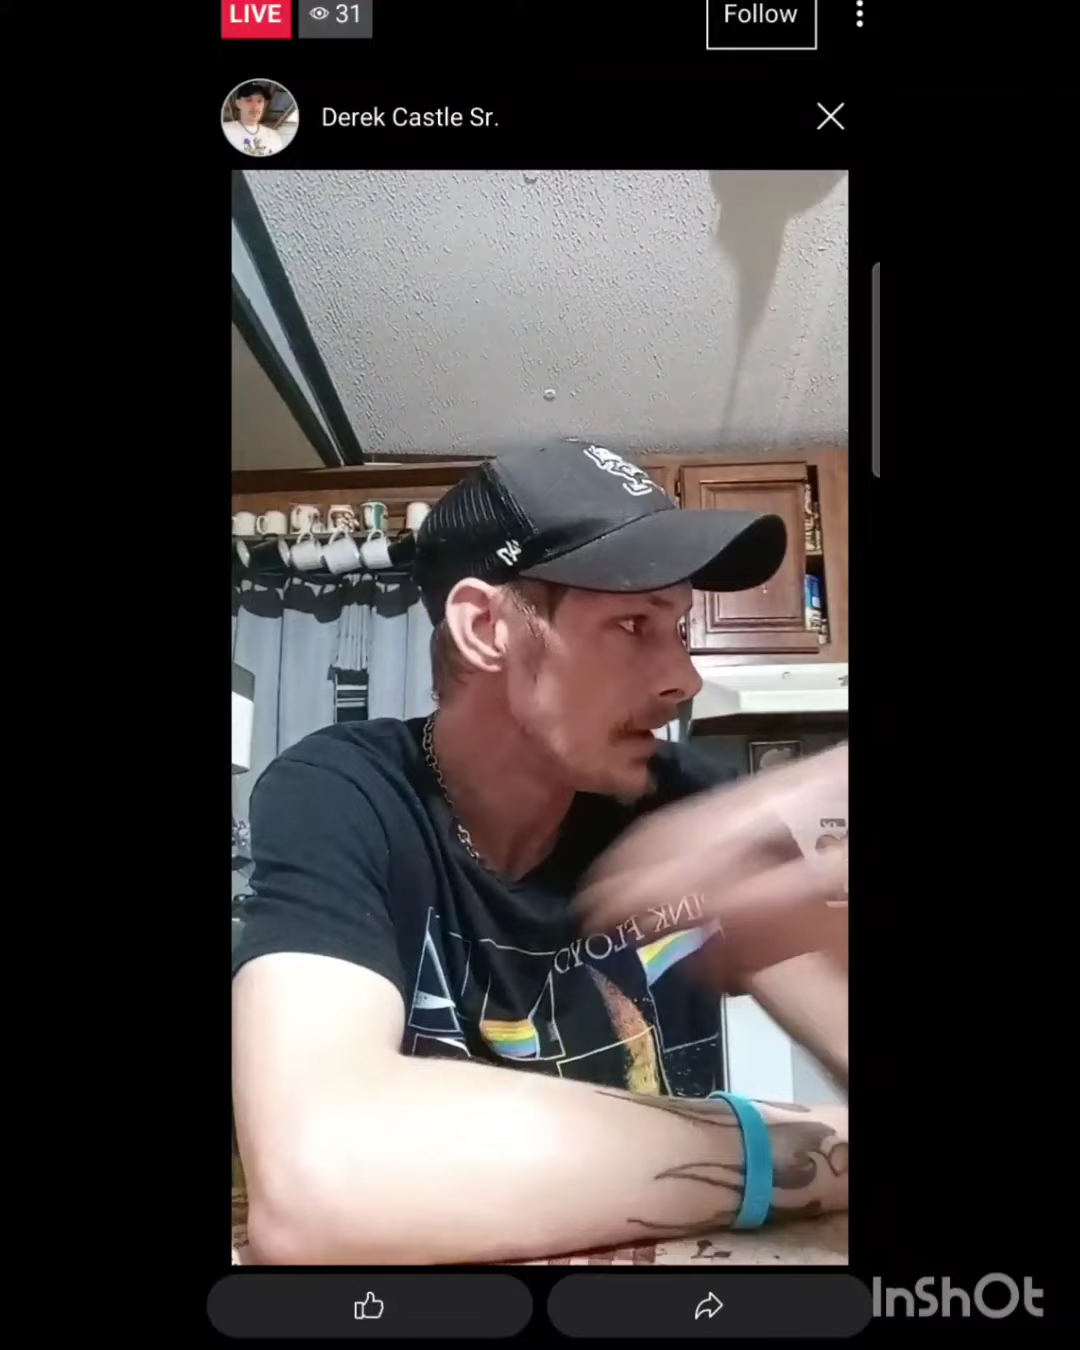 LIVE
31
Follow
Derek Castle Sr.
PINK FLOYD
InShOt